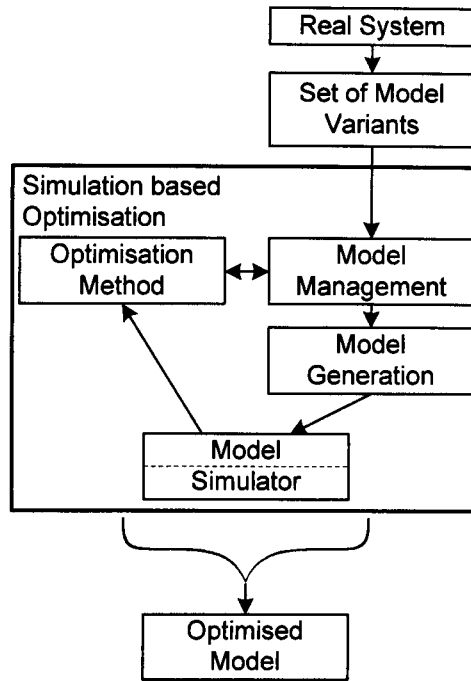 Real System
Set of Model
Variants
Simulation based
Optimisation
Optimisation
Method
Model
Management
Model
Generation
Model
Simulator
Optimised
Model